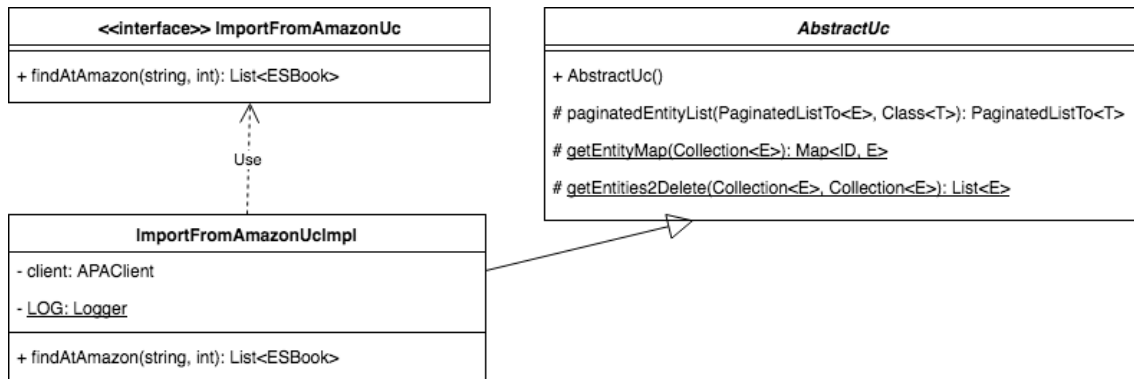 <<interface>> ImportFromAmazonUc
+ findAtAmazon(string, int): List<ESBook>
Use
ImportFromAmazonUcImpl
- client: APAClient
- LOG: Logger
+ findAtAmazon(string, int): List<ESBook>
AbstractUc
+ AbstractUc()
# paginatedEntityList(PaginatedListTo<E>, Class<T>): PaginatedListTo<T>
# getEntityMap(Collection<E>): Map<ID, E>
# getEntities2Delete(Collection<E>, Collection<E>): List<E>